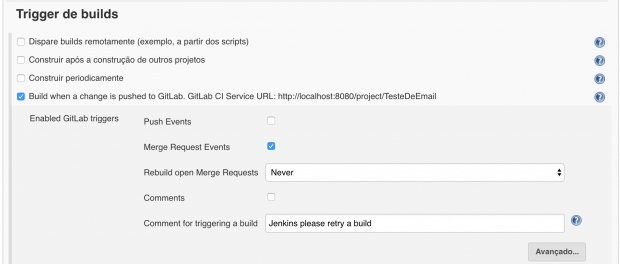 Trigger de builds
Dispare builds remotamente (exemplo, a partir dos scripts)
Construir após a construção de outros projetos
Construir periodicamente
Build when a change is pushed to GitLab. GitLab CI Service URL: http://localhost:8080/project/TesteDeEmail
Enabled GitLab triggers
Push Events
Merge Request Events
Rebuild open Merge Requests Never
Comments
Comment for triggering a build Jenkins please retry a build
Avançado...